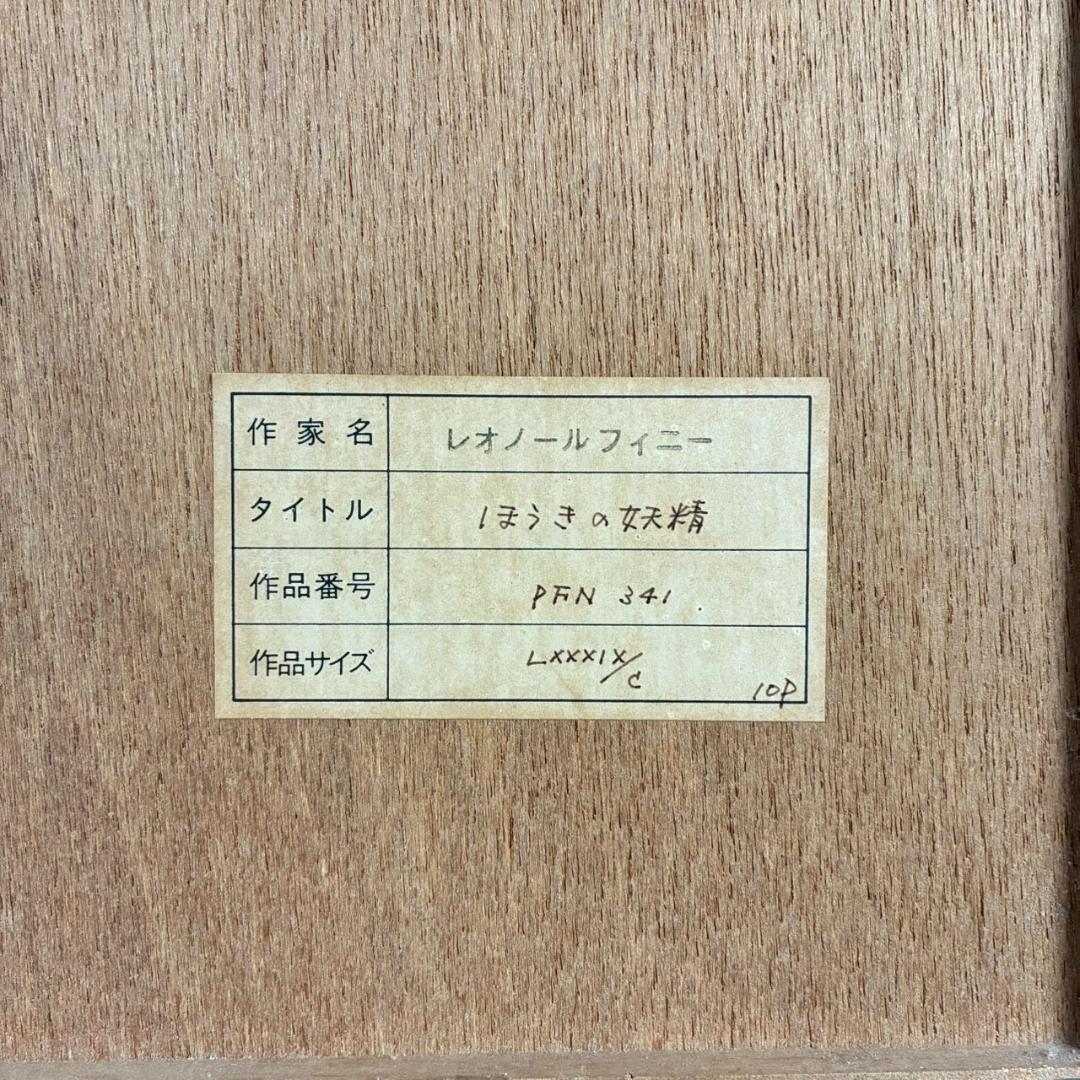 作家名 レオノールフィニー
タイトル ほうきの妖精
作品番号 PFN 341
作品サイズ LXXXIX/C 10P